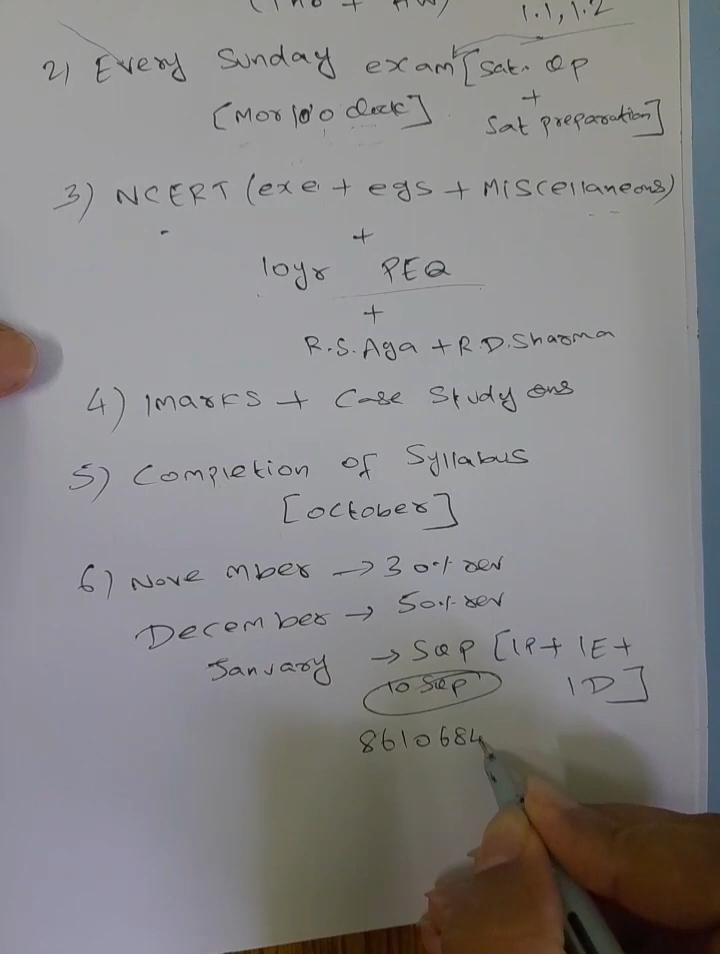 1.1, 1.2
2) Every Sunday exam [Sat. QP
+
[Mor 10'o clock] Sat preparation]
3) NCERT (exe + egs + Miscellaneous)
+
10yr PEQ
+
R.S. Aga + R.D. Sharma
4) 1marks + Case Study qns
5) Completion of Syllabus
[october]
6) Nove mber → 30% rev
December → 50% rev
January → SQP [1P + 1E +
10 SQP 1D]
8610684